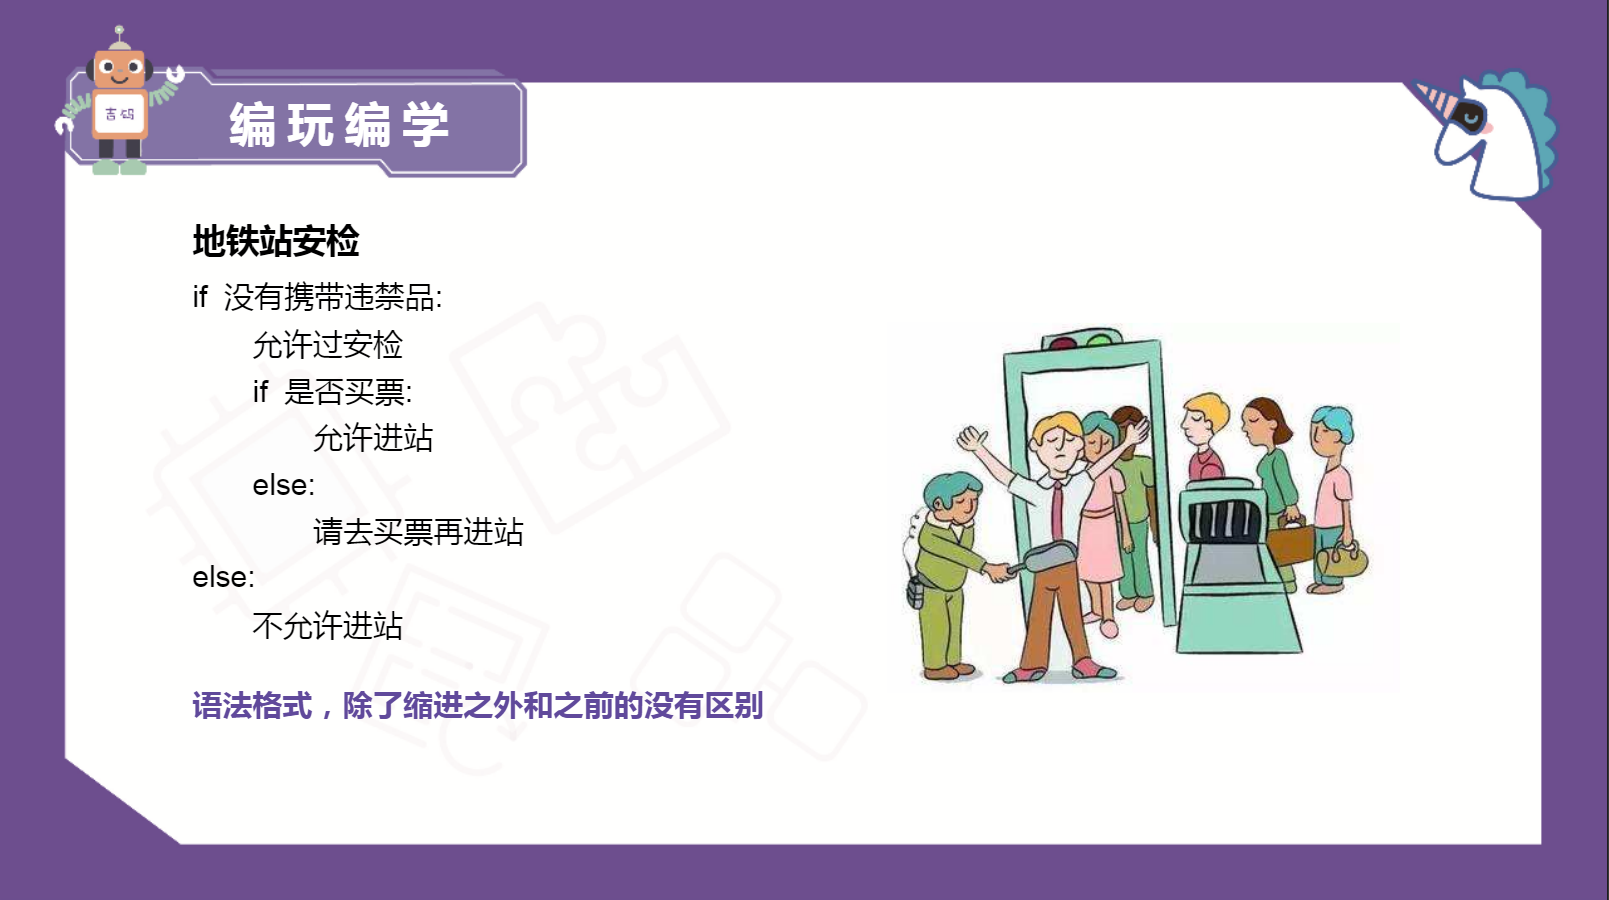 吉码
编玩编学
地铁站安检
if 没有携带违禁品:
允许过安检
if 是否买票:
允许进站
else:
请去买票再进站
else:
不允许进站
语法格式，除了缩进之外和之前的没有区别